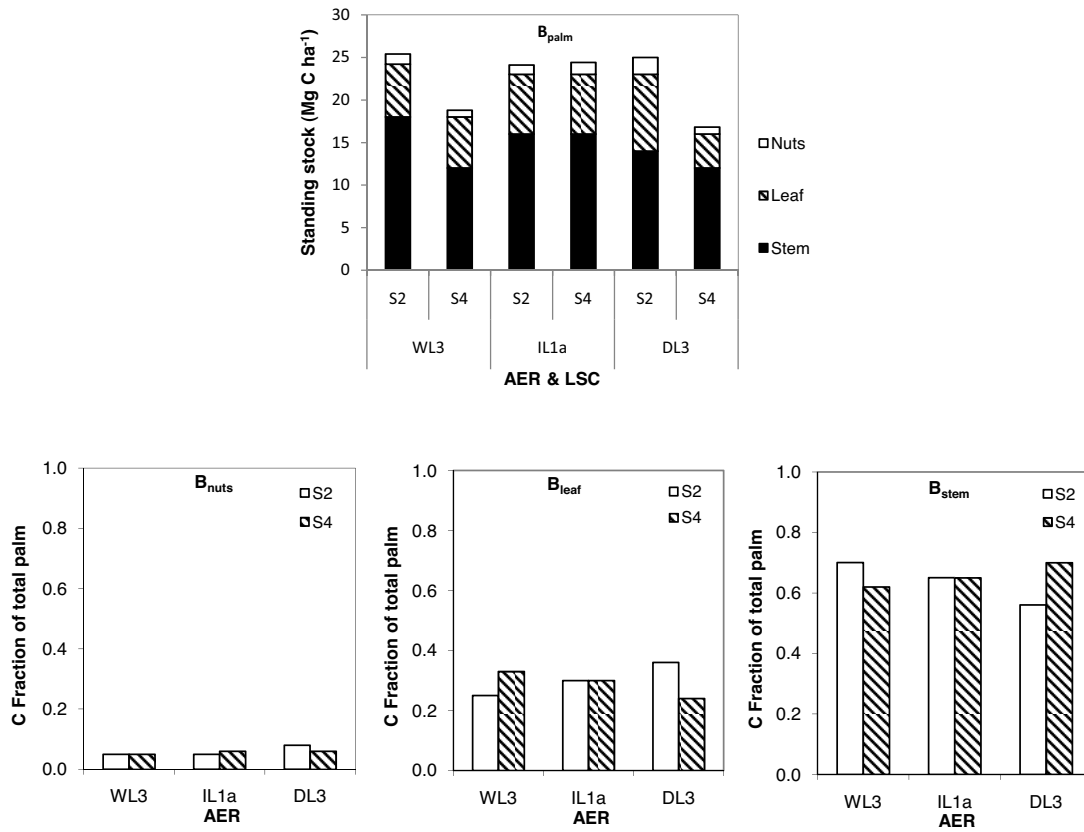 B_palm
Standing stock (Mg C ha⁻¹)
30
25
20
15
10
5
0
Nuts
Leaf
Stem
S2 S4 S2 S4 S2 S4
WL3 IL1a DL3
AER & LSC
B_nuts
C Fraction of total palm
1.0
0.8
0.6
0.4
0.2
0.0
S2
S4
WL3 IL1a DL3
AER
B_leaf
C Fraction of total palm
1.0
0.8
0.6
0.4
0.2
0.0
S2
S4
WL3 IL1a DL3
AER
B_stem
C Fraction of total palm
1.0
0.8
0.6
0.4
0.2
0.0
S2
S4
WL3 IL1a DL3
AER